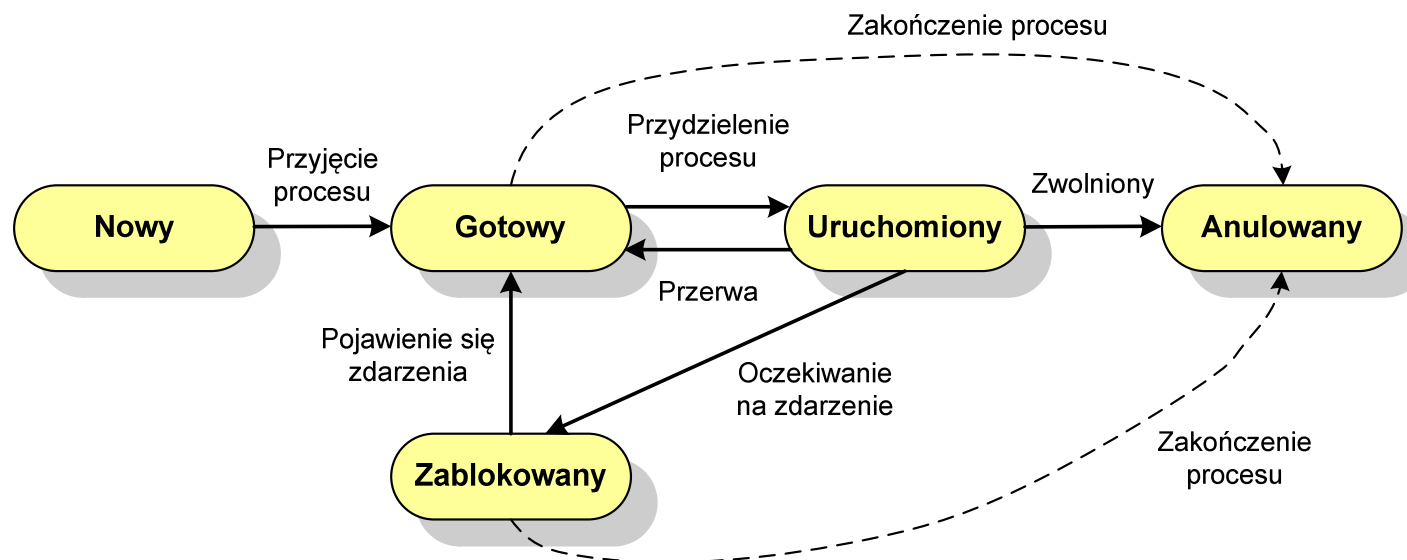 Zakończenie procesu
Przyjęcie
procesu
Przydzielenie
procesu
Zwolniony
Nowy
Gotowy
Uruchomiony
Anulowany
Przerwa
Pojawienie się
zdarzenia
Oczekiwanie
na zdarzenie
Zablokowany
Zakończenie
procesu